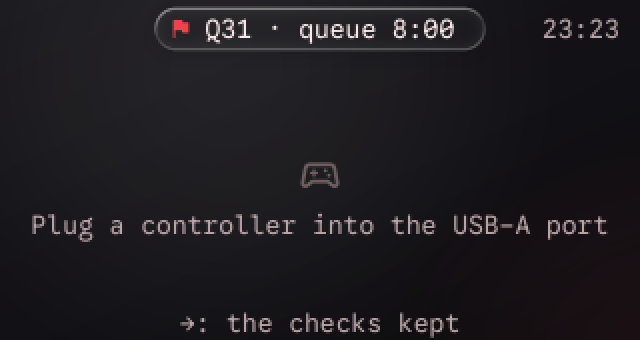 Q31 · queue 8:00
23:23
Plug a controller into the USB-A port
→: the checks kept